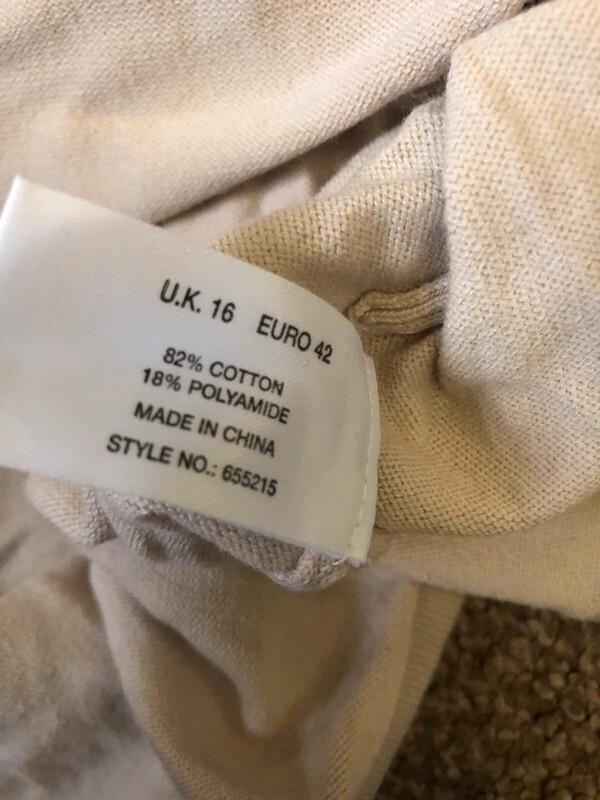 U.K. 16 EURO 42
82% COTTON
18% POLYAMIDE
MADE IN CHINA
STYLE NO.: 655215